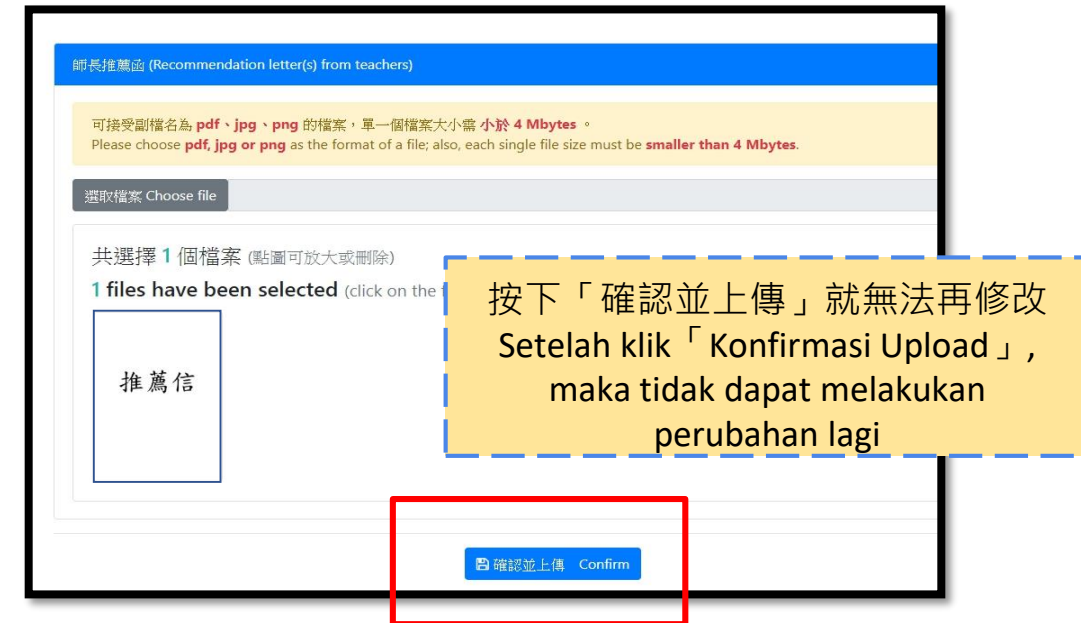 師長推薦函 (Recommendation letter(s) from teachers)
可接受副檔名為 pdf、jpg、png 的檔案，單一個檔案大小需 小於 4 Mbytes 。
Please choose pdf, jpg or png as the format of a file; also, each single file size must be smaller than 4 Mbytes.
選取檔案 Choose file
共選擇 1 個檔案 (點圖可放大或刪除)
1 files have been selected (click on the
推薦信
按下「確認並上傳」就無法再修改
Setelah klik「Konfirmasi Upload」,
maka tidak dapat melakukan
perubahan lagi
確認並上傳 Confirm